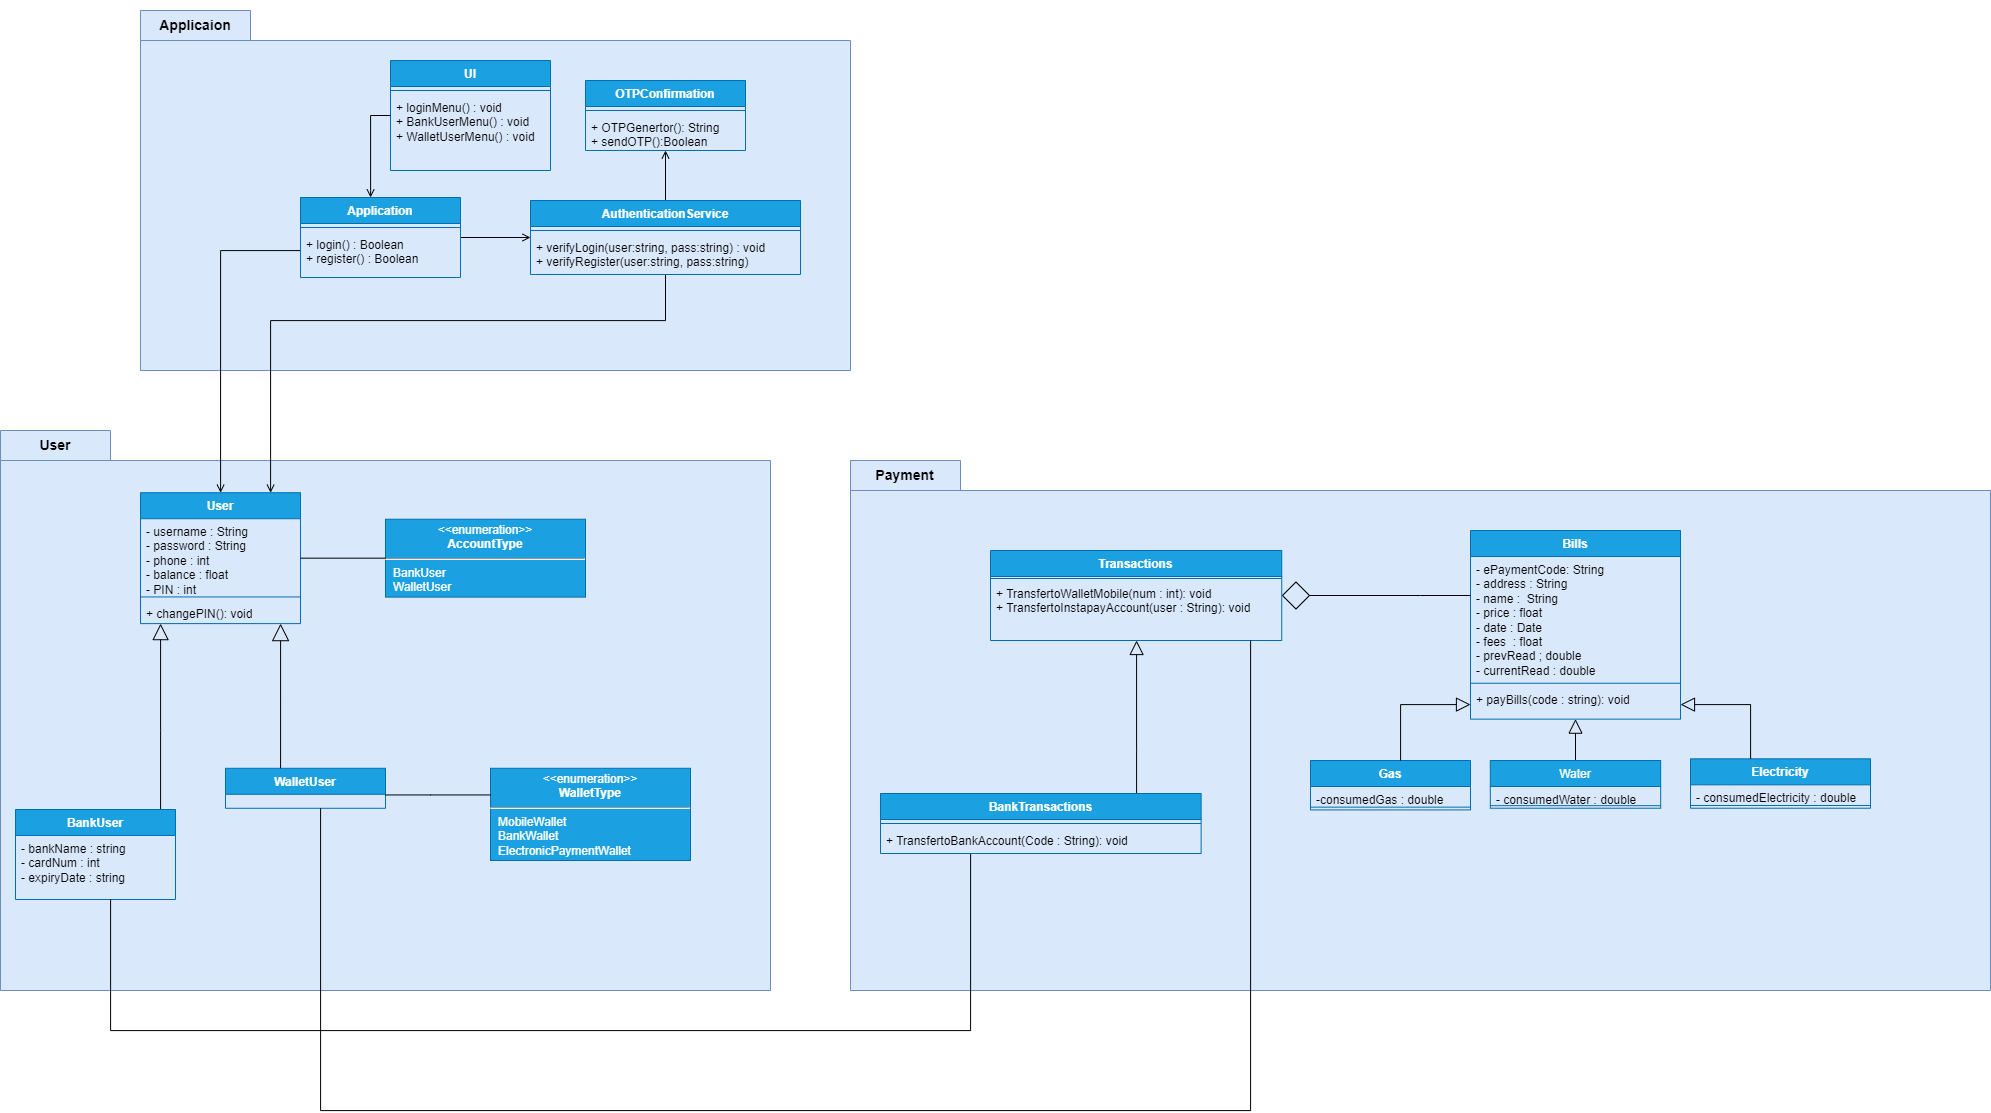 Applicaion
UI
+ loginMenu() : void
+ BankUserMenu() : void
+ WalletUserMenu() : void
OTPConfirmation
+ OTPGenertor(): String
+ sendOTP():Boolean
Application
+ login() : Boolean
+ register() : Boolean
AuthenticationService
+ verifyLogin(user:string, pass:string) : void
+ verifyRegister(user:string, pass:string)
User
User
- username : String
- password : String
- phone : int
- balance : float
- PIN : int
+ changePIN(): void
<<enumeration>>
AccountType
BankUser
WalletUser
WalletUser
<<enumeration>>
WalletType
MobileWallet
BankWallet
ElectronicPaymentWallet
BankUser
- bankName : string
- cardNum : int
- expiryDate : string
Payment
Transactions
+ TransfertoWalletMobile(num : int): void
+ TransfertoInstapayAccount(user : String): void
Bills
- ePaymentCode: String
- address : String
- name :  String
- price : float
- date : Date
- fees  : float
- prevRead ; double
- currentRead : double
+ payBills(code : string): void
Gas
-consumedGas : double
Water
- consumedWater : double
Electricity
- consumedElectricity : double
BankTransactions
+ TransfertoBankAccount(Code : String): void